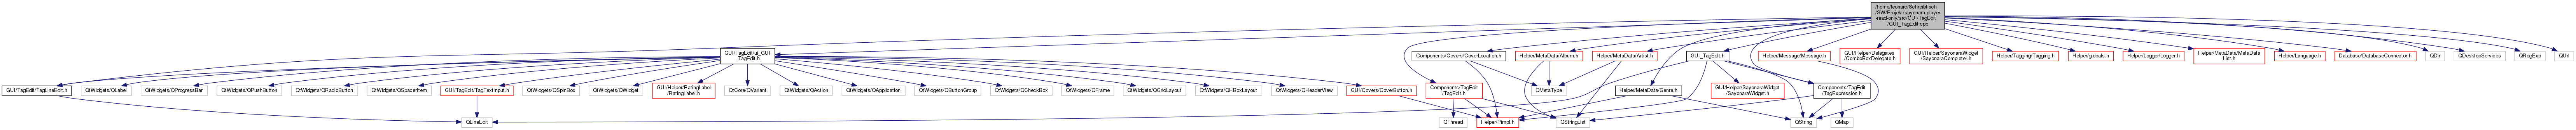 /home/leonard/Schreibtisch
/SW/Projekt/sayonara-player
-read-only/src/GUI/TagEdit
/GUI_TagEdit.cpp
GUI/TagEdit/ui_GUI
_TagEdit.h
Components/Covers/CoverLocation.h
Helper/MetaData/Album.h
Helper/MetaData/Artist.h
GUI_TagEdit.h
Helper/Message/Message.h
GUI/Helper/Delegates
/ComboBoxDelegate.h
GUI/Helper/SayonaraWidget
/SayonaraCompleter.h
Helper/Tagging/Tagging.h
Helper/globals.h
Helper/Logger/Logger.h
Helper/MetaData/MetaData
List.h
Helper/Language.h
Database/DatabaseConnector.h
QDir
QDesktopServices
QRegExp
QUrl
GUI/TagEdit/TagLineEdit.h
QtWidgets/QLabel
QtWidgets/QProgressBar
QtWidgets/QPushButton
QtWidgets/QRadioButton
QtWidgets/QSpacerItem
GUI/TagEdit/TagTextInput.h
QtWidgets/QSpinBox
QtWidgets/QWidget
GUI/Helper/RatingLabel
/RatingLabel.h
QtCore/QVariant
QtWidgets/QAction
QtWidgets/QApplication
QtWidgets/QButtonGroup
QtWidgets/QCheckBox
QtWidgets/QFrame
QtWidgets/QGridLayout
QtWidgets/QHBoxLayout
QtWidgets/QHeaderView
GUI/Covers/CoverButton.h
Components/TagEdit
/TagEdit.h
QMetaType
Helper/MetaData/Genre.h
GUI/Helper/SayonaraWidget
/SayonaraWidget.h
Components/TagEdit
/TagExpression.h
QLineEdit
QThread
Helper/Pimpl.h
QStringList
QString
QMap